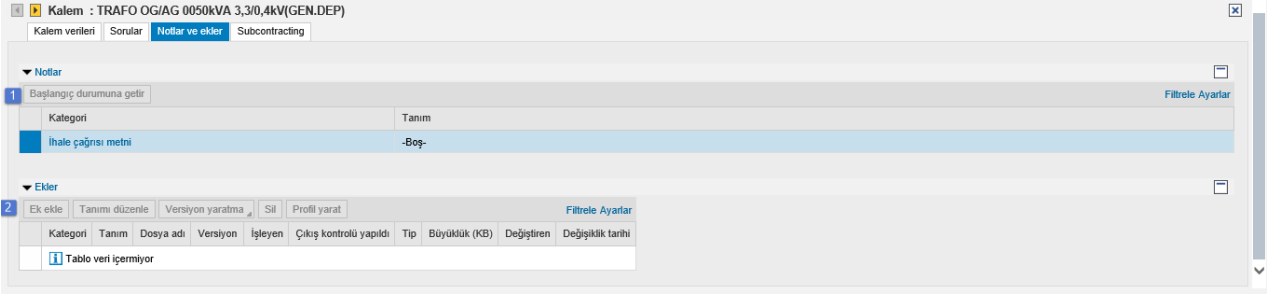 Kalem : TRAFO OG/AG 0050kVA 3,3/0,4kV(GEN.DEP)
Kalem verileri Sorular Notlar ve ekler Subcontracting
Notlar
1 Başlangıç durumuna getir Filtrele Ayarlar
Kategori Tanım
İhale çağrısı metni -Boş-
Ekler
2 Ek ekle Tanımı düzenle Versiyon yaratma Sil Profil yarat Filtrele Ayarlar
Kategori Tanım Dosya adı Versiyon İşleyen Çıkış kontrolü yapıldı Tip Büyüklük (KB) Değiştiren Değişiklik tarihi
Tablo veri içermiyor